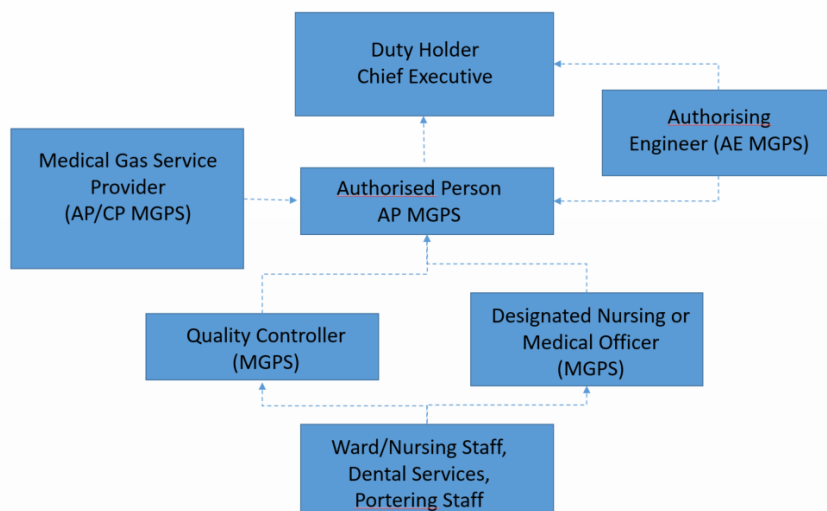 Duty Holder
Chief Executive
Authorising
Engineer (AE MGPS)
Medical Gas Service
Provider
(AP/CP MGPS)
Authorised Person
AP MGPS
Quality Controller
(MGPS)
Designated Nursing or
Medical Officer
(MGPS)
Ward/Nursing Staff,
Dental Services,
Portering Staff